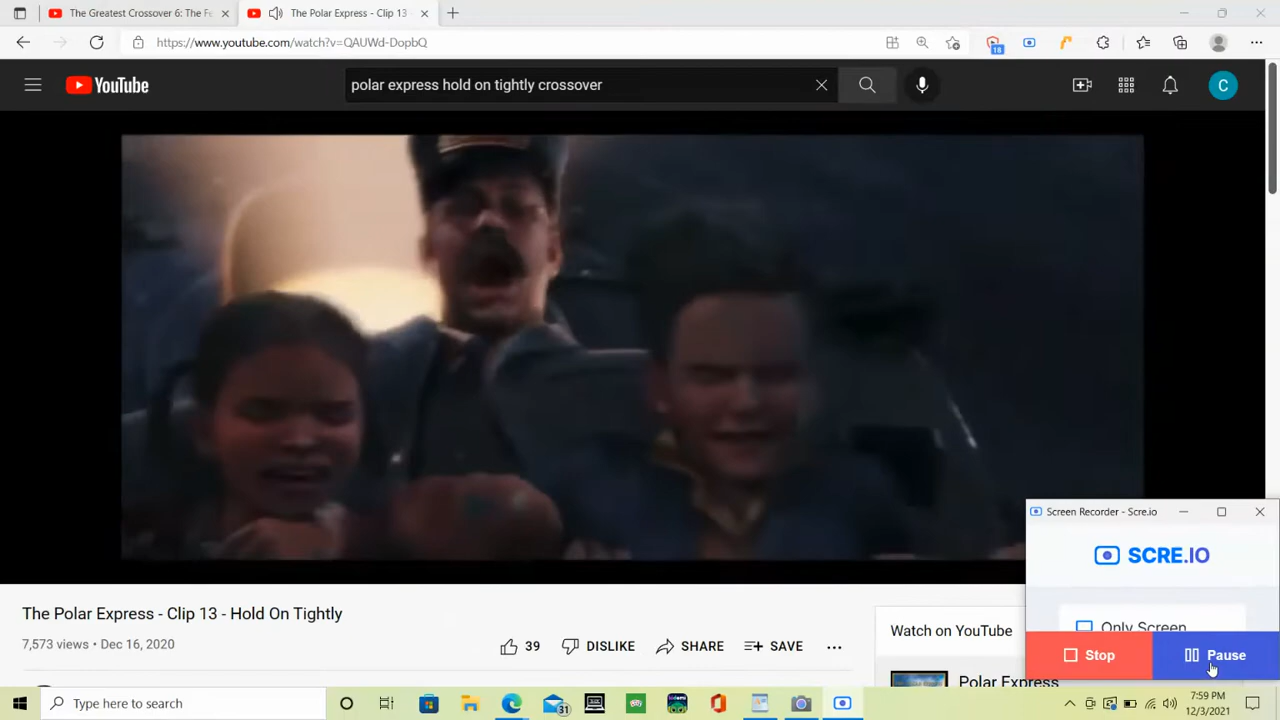 The Greatest Crossover 6: The Fe
The Polar Express - Clip 13 -
https://www.youtube.com/watch?v=QAUWd-DopbQ
18
YouTube
polar express hold on tightly crossover
C
Screen Recorder - Scre.io
SCRE.IO
Only Screen
Stop
Pause
The Polar Express - Clip 13 - Hold On Tightly
7,573 views • Dec 16, 2020
39
DISLIKE
SHARE
SAVE
Watch on YouTube
Polar Express
Type here to search
31
7:59 PM
12/3/2021